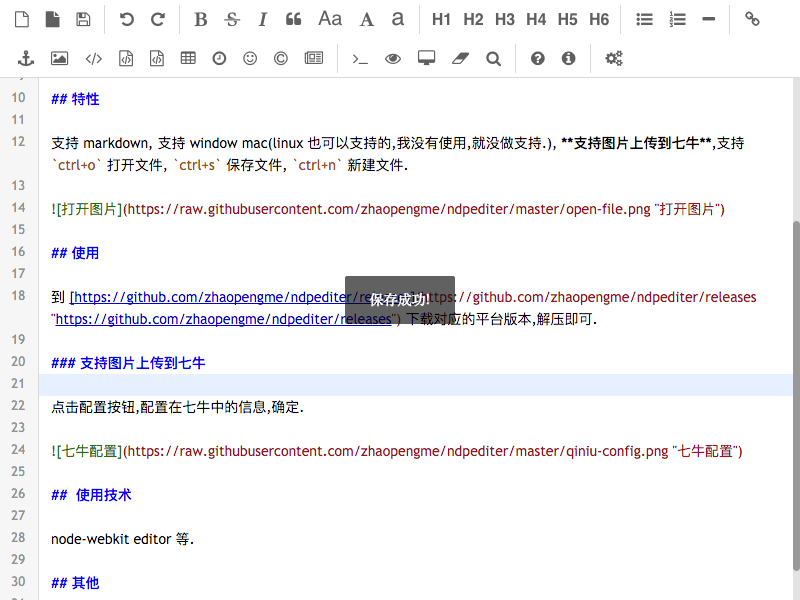 B S I Aa A a H1 H2 H3 H4 H5 H6
10 ## 特性
11
12 支持 markdown, 支持 window mac(linux 也可以支持的,我没有使用,就没做支持.), **支持图片上传到七牛**,支持
`ctrl+o` 打开文件, `ctrl+s` 保存文件, `ctrl+n` 新建文件.
13
14 ![打开图片](https://raw.githubusercontent.com/zhaopengme/ndpediter/master/open-file.png "打开图片")
15
16 ## 使用
17
18 到 [https://github.com/zhaopengme/ndpediter/re https://github.com/zhaopengme/ndpediter/releases
保存成功!
"https://github.com/zhaopengme/ndpediter/releases") 下载对应的平台版本,解压即可.
19
20 ### 支持图片上传到七牛
21
22 点击配置按钮,配置在七牛中的信息,确定.
23
24 ![七牛配置](https://raw.githubusercontent.com/zhaopengme/ndpediter/master/qiniu-config.png "七牛配置")
25
26 ## 使用技术
27
28 node-webkit editor 等.
29
30 ## 其他